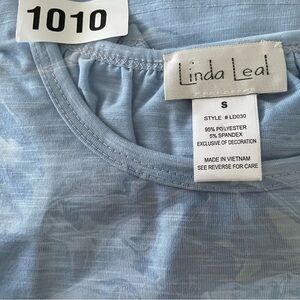 1010
Linda Leal
S
STYLE # LD030
95% POLYESTER
5% SPANDEX
EXCLUSIVE OF DECORATION
MADE IN VIETNAM
SEE REVERSE FOR CARE